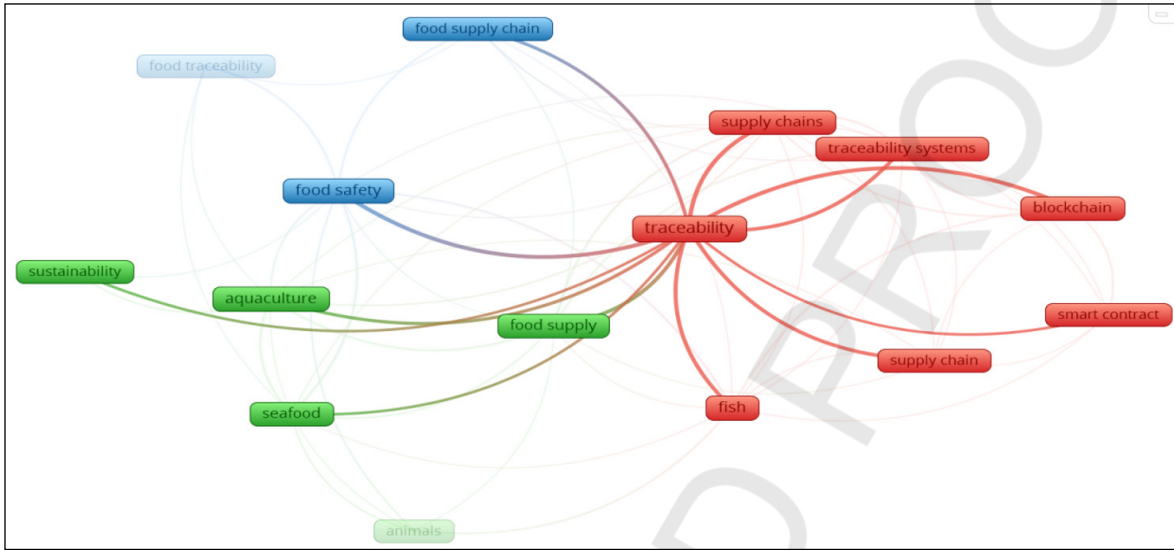 food supply chain
food traceability
supply chains
traceability systems
food safety
blockchain
traceability
sustainability
aquaculture
smart contract
food supply
supply chain
fish
seafood
animals
D PROO